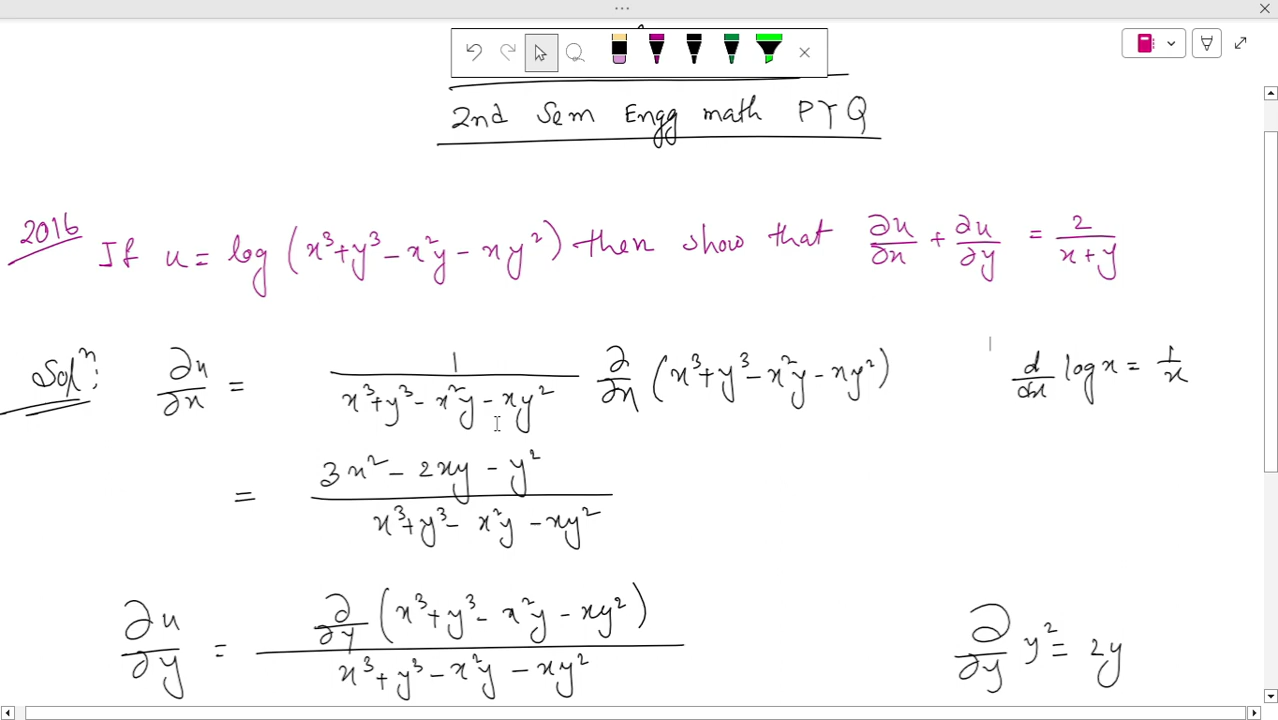 2nd Sem Engg math PYQ
2016 If u = log (x³+y³-x²y-xy²) then show that ∂u/∂x + ∂u/∂y = 2/(x+y)
Solⁿ: ∂u/∂x = 1/(x³+y³-x²y-xy²) ∂/∂x (x³+y³-x²y-xy²) d/dx log x = 1/x
= (3x²-2xy-y²)/(x³+y³-x²y-xy²)
∂u/∂y = ∂/∂y (x³+y³-x²y-xy²)/(x³+y³-x²y-xy²) ∂/∂y y² = 2y